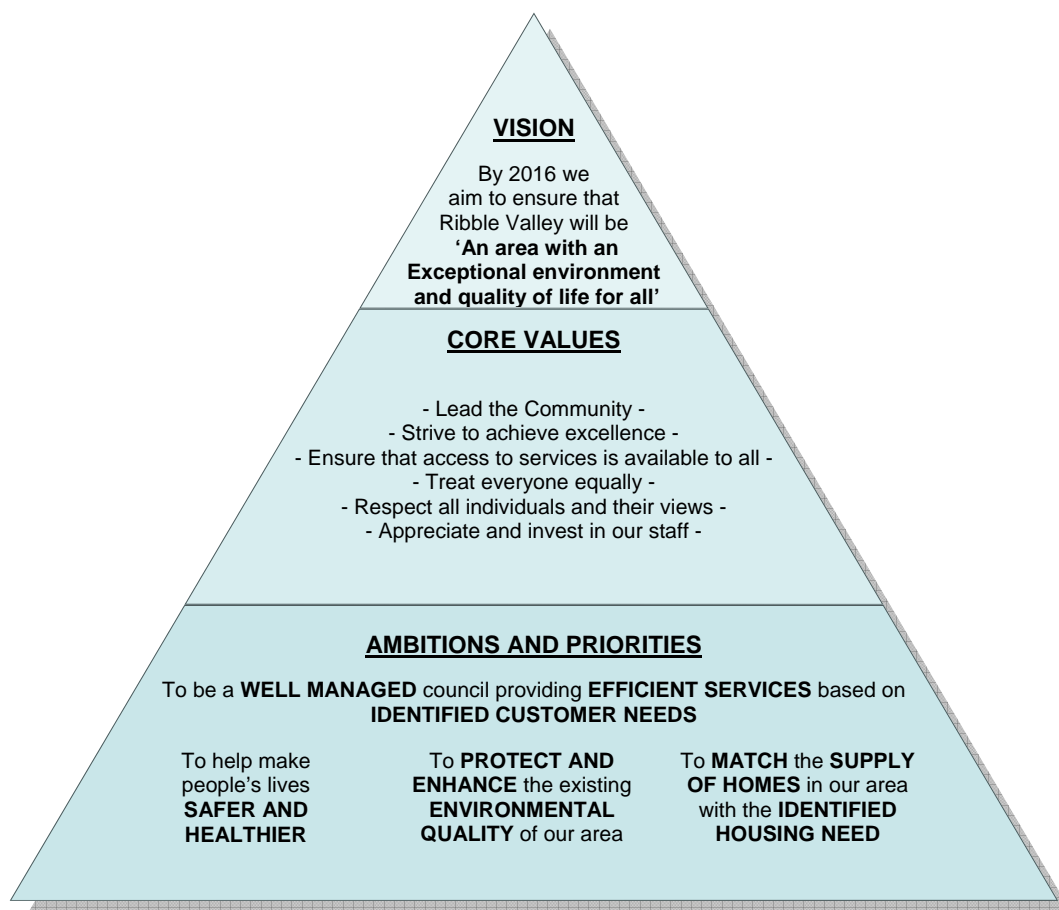 VISION
By 2016 we
aim to ensure that
Ribble Valley will be
‘An area with an
Exceptional environment
and quality of life for all’
CORE VALUES
- Lead the Community -
- Strive to achieve excellence -
- Ensure that access to services is available to all -
- Treat everyone equally -
- Respect all individuals and their views -
- Appreciate and invest in our staff -
AMBITIONS AND PRIORITIES
To be a WELL MANAGED council providing EFFICIENT SERVICES based on
IDENTIFIED CUSTOMER NEEDS
To help make
people’s lives
SAFER AND
HEALTHIER
To PROTECT AND
ENHANCE the existing
ENVIRONMENTAL
QUALITY of our area
To MATCH the SUPPLY
OF HOMES in our area
with the IDENTIFIED
HOUSING NEED